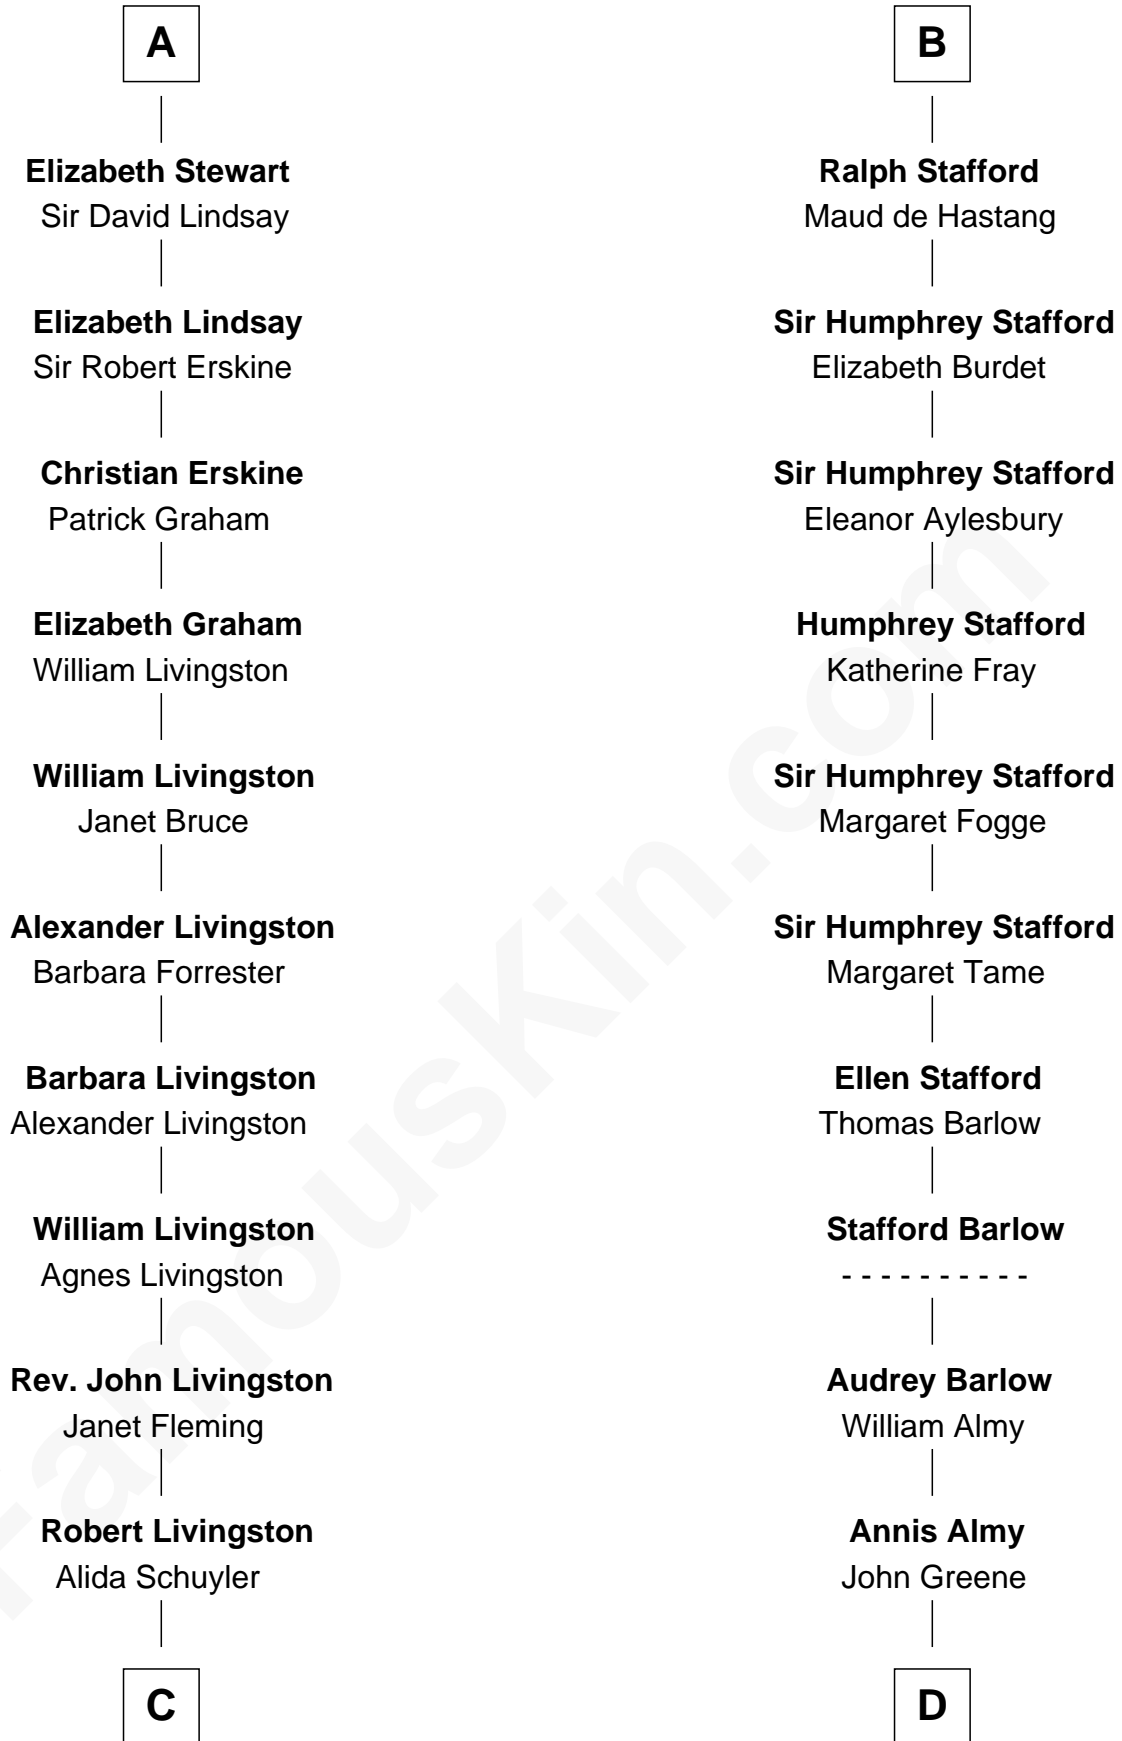 A
Elizabeth Stewart
Sir David Lindsay
Elizabeth Lindsay
Sir Robert Erskine
Christian Erskine
Patrick Graham
Elizabeth Graham
William Livingston
William Livingston
Janet Bruce
Alexander Livingston
Barbara Forrester
Barbara Livingston
Alexander Livingston
William Livingston
Agnes Livingston
Rev. John Livingston
Janet Fleming
Robert Livingston
Alida Schuyler
C
B
Ralph Stafford
Maud de Hastang
Sir Humphrey Stafford
Elizabeth Burdet
Sir Humphrey Stafford
Eleanor Aylesbury
Humphrey Stafford
Katherine Fray
Sir Humphrey Stafford
Margaret Fogge
Sir Humphrey Stafford
Margaret Tame
Ellen Stafford
Thomas Barlow
Stafford Barlow
- - - - - - - - - -
Audrey Barlow
William Almy
Annis Almy
John Greene
D
FamousKin.com